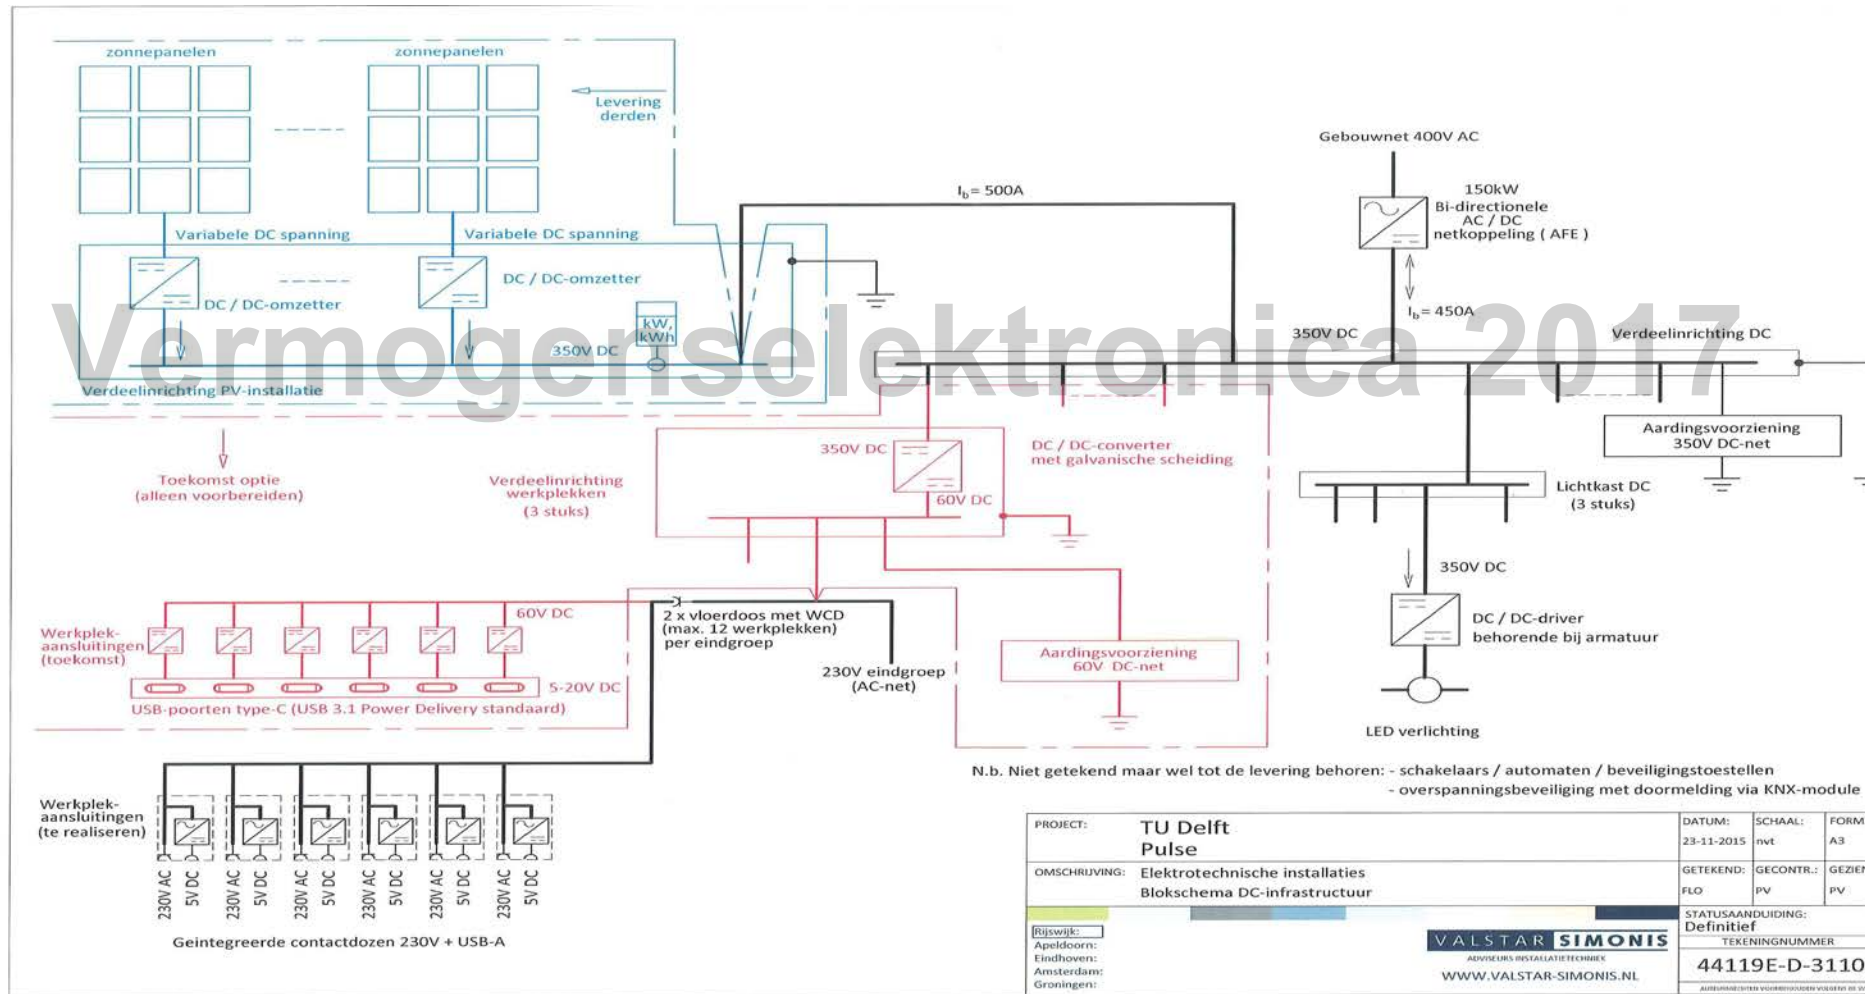 zonnepanelen
zonnepanelen
Levering
derden
Variabele DC spanning
Variabele DC spanning
DC / DC-omzetter
DC / DC-omzetter
kW,
kWh
350V DC
Verdeelinrichting PV-installatie
Vermogenselektronica 2017
Ib= 500A
Gebouwnet 400V AC
150kW
Bi-directionele
AC / DC
netkoppeling ( AFE )
Ib= 450A
350V DC
Verdeelinrichting DC
Aardingsvoorziening
350V DC-net
Toekomst optie
(alleen voorbereiden)
Verdeelinrichting
werkplekken
(3 stuks)
350V DC
60V DC
DC / DC-converter
met galvanische scheiding
Lichtkast DC
(3 stuks)
350V DC
DC / DC-driver
behorende bij armatuur
LED verlichting
60V DC
Werkplek-
aansluitingen
(toekomst)
5-20V DC
USB-poorten type-C (USB 3.1 Power Delivery standaard)
2 x vloerdoos met WCD
(max. 12 werkplekken)
per eindgroep
230V eindgroep
(AC-net)
Aardingsvoorziening
60V DC-net
Werkplek-
aansluitingen
(te realiseren)
230V AC
5V DC
230V AC
5V DC
230V AC
5V DC
230V AC
5V DC
230V AC
5V DC
230V AC
5V DC
Geintegreerde contactdozen 230V + USB-A
N.b. Niet getekend maar wel tot de levering behoren: - schakelaars / automaten / beveiligingstoestellen
- overspanningsbeveiliging met doormelding via KNX-module
PROJECT: TU Delft
Pulse
OMSCHRIJVING: Elektrotechnische installaties
Blokschema DC-infrastructuur
DATUM: SCHAAL: FORM
23-11-2015 nvt A3
GETEKEND: GECONTR.: GEZIEN
FLO PV PV
STATUSAANDUIDING:
Definitief
TEKENINGNUMMER
44119E-D-3110
Rijswijk:
Apeldoorn:
Eindhoven:
Amsterdam:
Groningen:
VALSTAR SIMONIS
ADVISEURS INSTALLATIETECHNIEK
WWW.VALSTAR-SIMONIS.NL